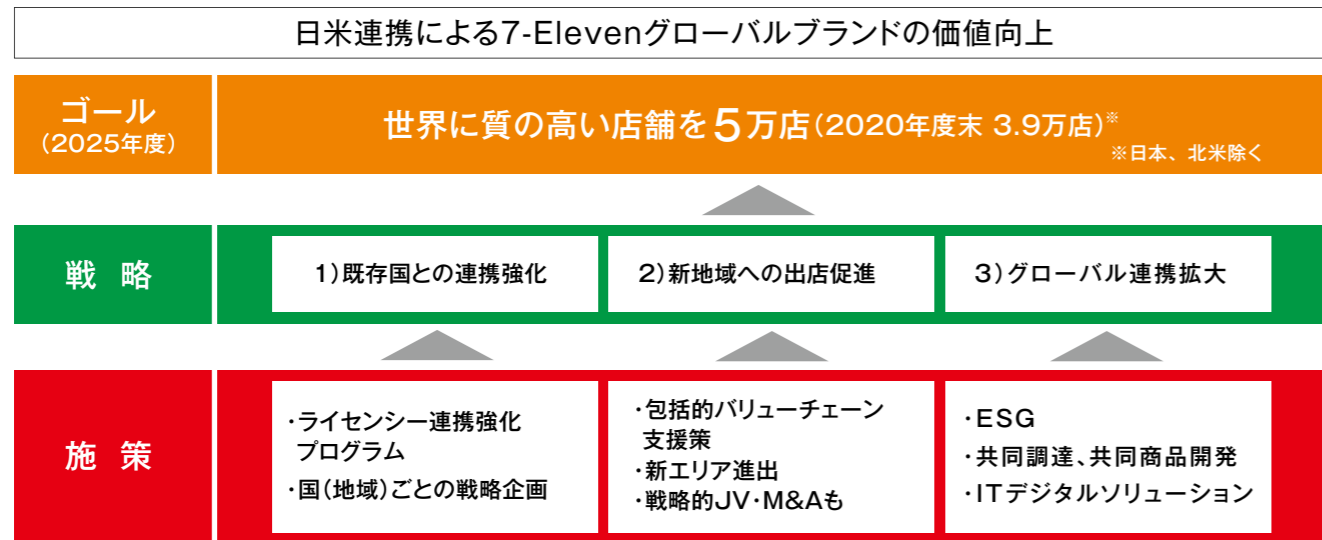 日米連携による7-Elevenグローバルブランドの価値向上
ゴール
(2025年度)
世界に質の高い店舗を5万店(2020年度末 3.9万店)※
※日本、北米除く
戦 略
1)既存国との連携強化
2)新地域への出店促進
3)グローバル連携拡大
施 策
・ライセンシー連携強化
プログラム
・国(地域)ごとの戦略企画
・包括的バリューチェーン
支援策
・新エリア進出
・戦略的JV・M&Aも
・ESG
・共同調達、共同商品開発
・ITデジタルソリューション